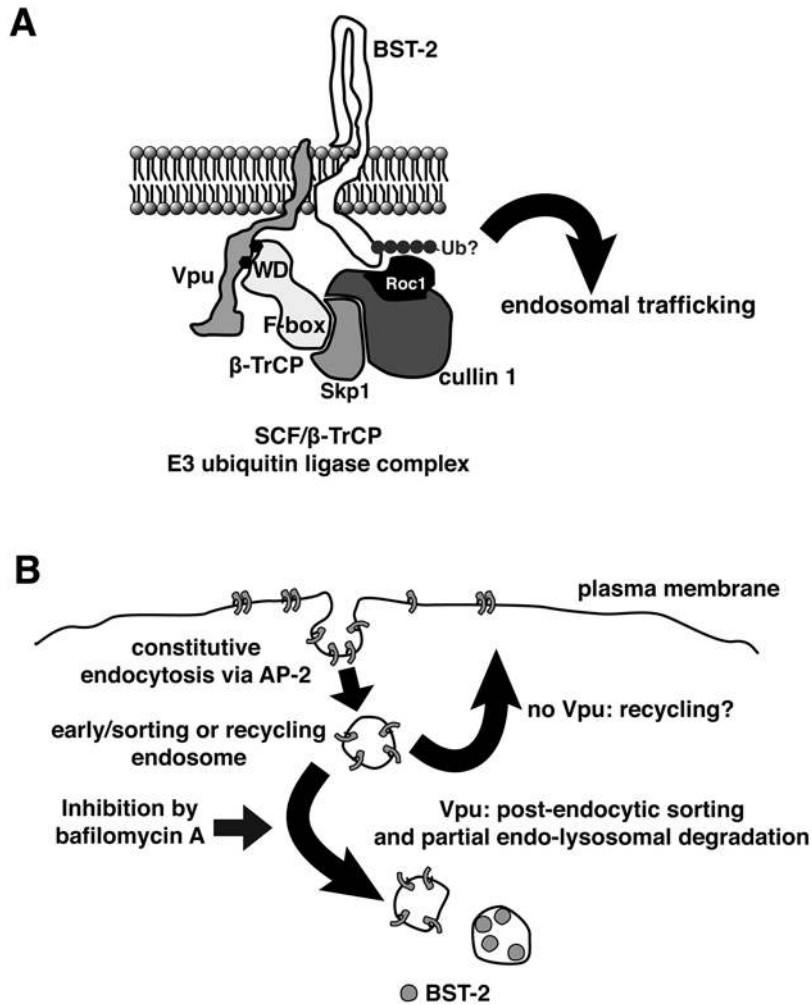 A
BST-2
Vpu
WD
Ub?
Roc1
endosomal trafficking
F-box
β-TrCP
Skp1
cullin 1
SCF/β-TrCP
E3 ubiquitin ligase complex
B
plasma membrane
constitutive
endocytosis via AP-2
no Vpu: recycling?
early/sorting or recycling
endosome
Inhibition by
bafilomycin A
Vpu: post-endocytic sorting
and partial endo-lysosomal degradation
BST-2